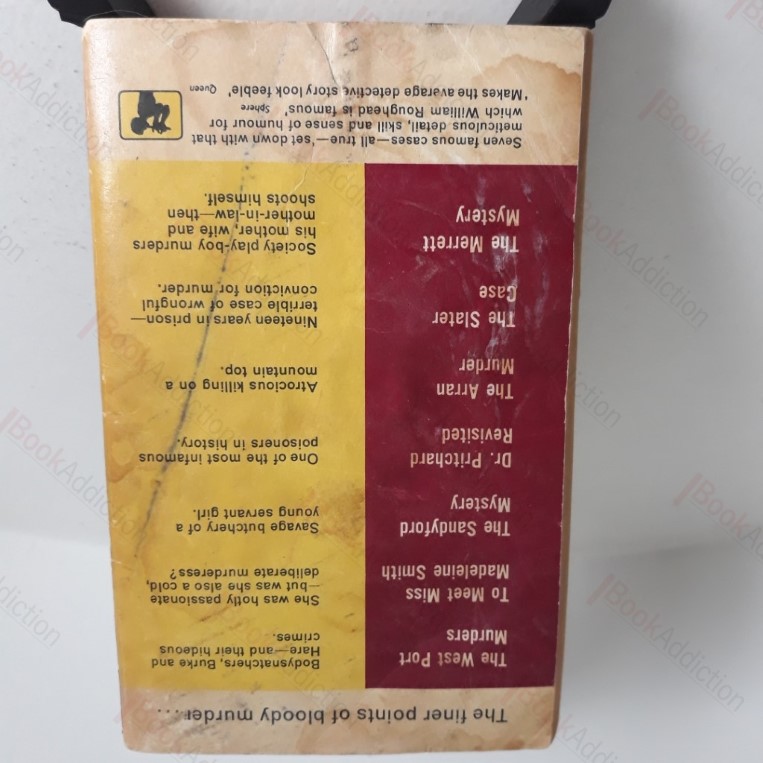 The finer points of bloody murder....
The West Port
Murders
Bodysnatchers, Burke and
Hare—and their hideous
crimes.
To Meet Miss
Madeleine Smith
She was hotly passionate
—but was she also a cold,
deliberate murderess?
The Sandyford
Mystery
Savage butchery of a
young servant girl.
Dr. Pritchard
Revisited
One of the most infamous
poisoners in history.
The Arran
Murder
Atrocious killing on a
mountain top.
The Slater
Case
Nineteen years in prison—
terrible case of wrongful
conviction for murder.
The Merrett
Mystery
Society play-boy murders
his mother, wife, and
mother-in-law—then
shoots himself.
Seven famous cases—all true—'set down with that
meticulous detail, skill and sense of humour for
which William Roughead is famous' Sphere
'Makes the average detective story look feeble' Queen
BookAddiction